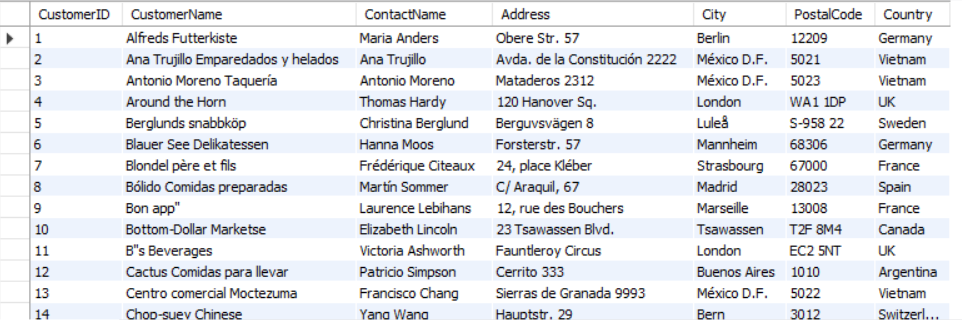 CustomerID CustomerName ContactName Address City PostalCode Country
1 Alfreds Futterkiste Maria Anders Obere Str. 57 Berlin 12209 Germany
2 Ana Trujillo Emparedados y helados Ana Trujillo Avda. de la Constitución 2222 México D.F. 5021 Vietnam
3 Antonio Moreno Taquería Antonio Moreno Mataderos 2312 México D.F. 5023 Vietnam
4 Around the Horn Thomas Hardy 120 Hanover Sq. London WA1 1DP UK
5 Berglunds snabbköp Christina Berglund Berguvsvägen 8 Luleå S-958 22 Sweden
6 Blauer See Delikatessen Hanna Moos Forsterstr. 57 Mannheim 68306 Germany
7 Blondel père et fils Frédérique Citeaux 24, place Kléber Strasbourg 67000 France
8 Bólido Comidas preparadas Martín Sommer C/ Araquil, 67 Madrid 28023 Spain
9 Bon app" Laurence Lebihans 12, rue des Bouchers Marseille 13008 France
10 Bottom-Dollar Marketse Elizabeth Lincoln 23 Tsawassen Blvd. Tsawassen T2F 8M4 Canada
11 B"s Beverages Victoria Ashworth Fauntleroy Circus London EC2 5NT UK
12 Cactus Comidas para llevar Patricio Simpson Cerrito 333 Buenos Aires 1010 Argentina
13 Centro comercial Moctezuma Francisco Chang Sierras de Granada 9993 México D.F. 5022 Vietnam
14 Chop-suey Chinese Yang Wang Hauptstr. 29 Bern 3012 Switzerl...